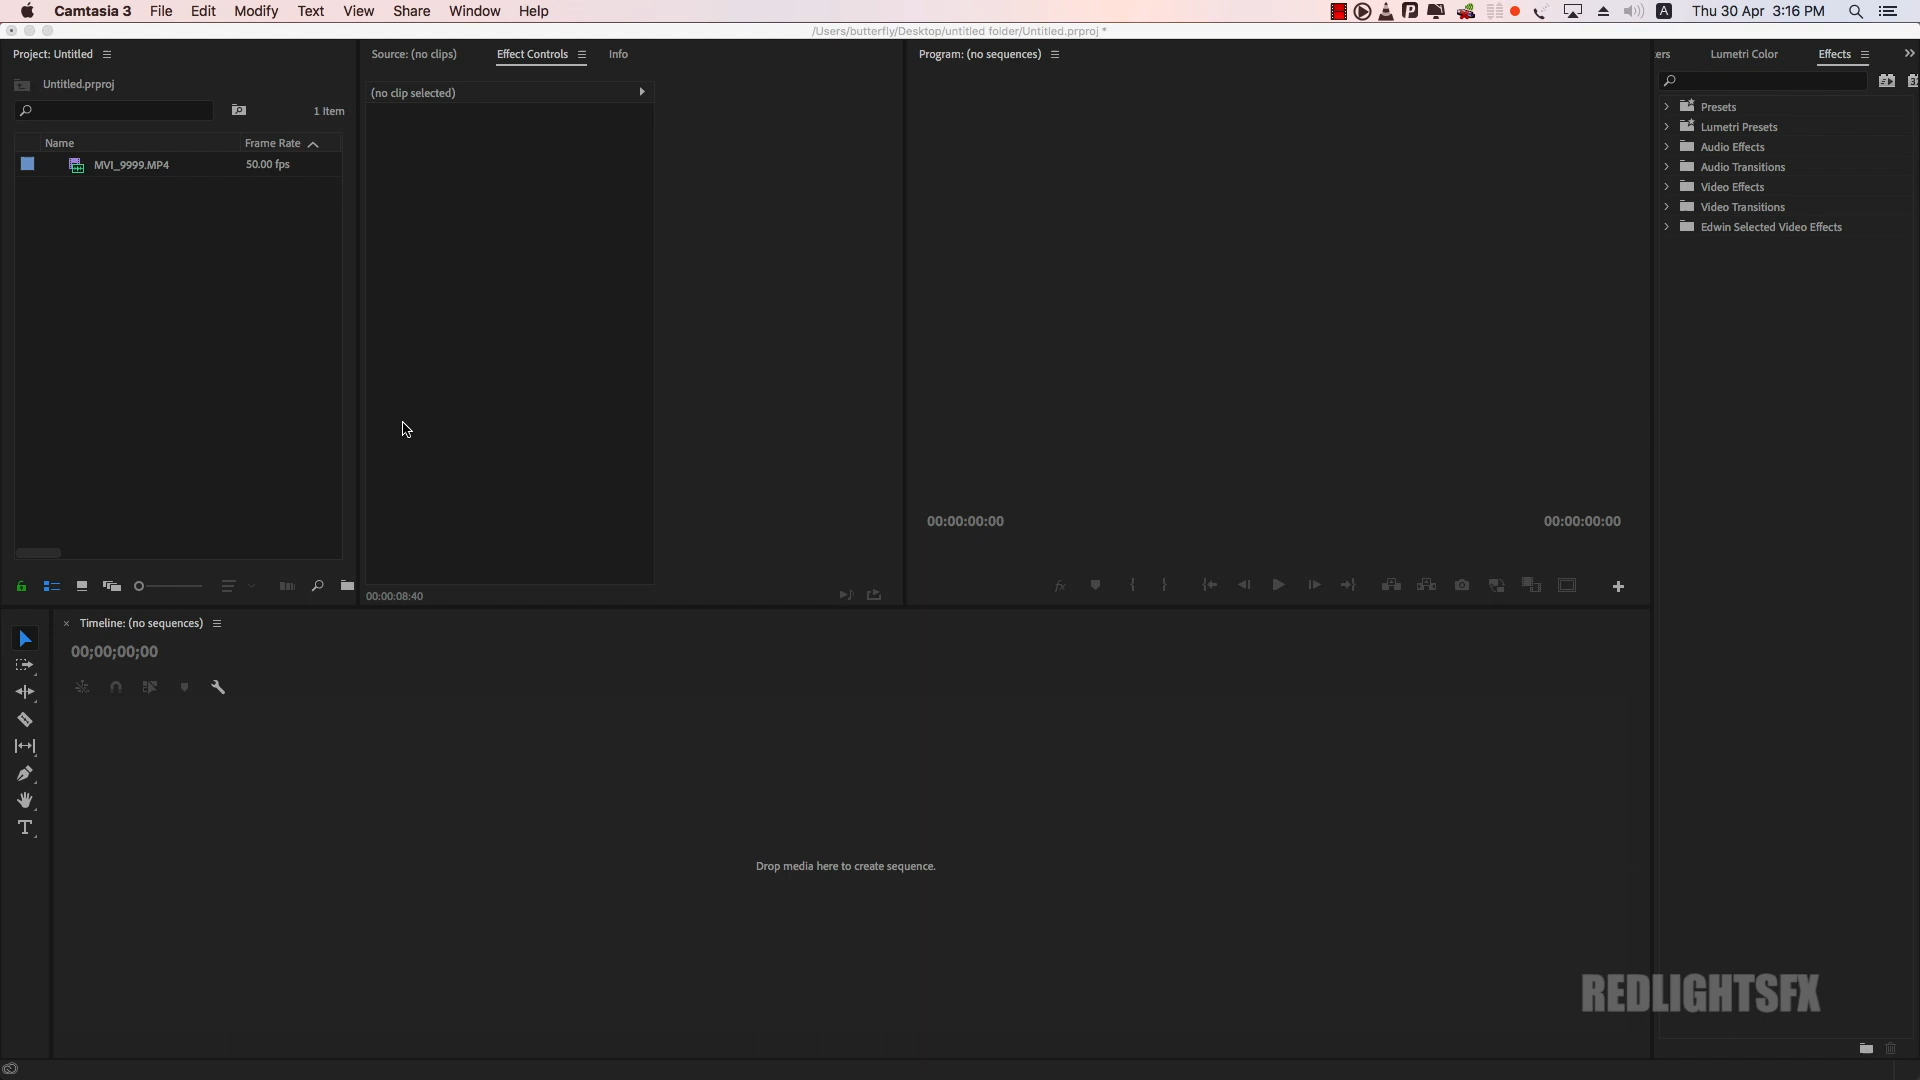 Camtasia 3 File Edit Modify Text View Share Window Help
A Thu 30 Apr 3:16 PM
/Users/butterfly/Desktop/untitled folder/Untitled.prproj *
Project: Untitled
Source: (no clips) Effect Controls Info
Program: (no sequences)
ers Lumetri Color Effects
Untitled.prproj
1 Item
(no clip selected)
Name Frame Rate
MVI_9999.MP4 50.00 fps
Presets
Lumetri Presets
Audio Effects
Audio Transitions
Video Effects
Video Transitions
Edwin Selected Video Effects
00:00:00:00 00:00:00:00
fx
00:00:08:40
Timeline: (no sequences)
00;00;00;00
Drop media here to create sequence.
REDLIGHTSFX